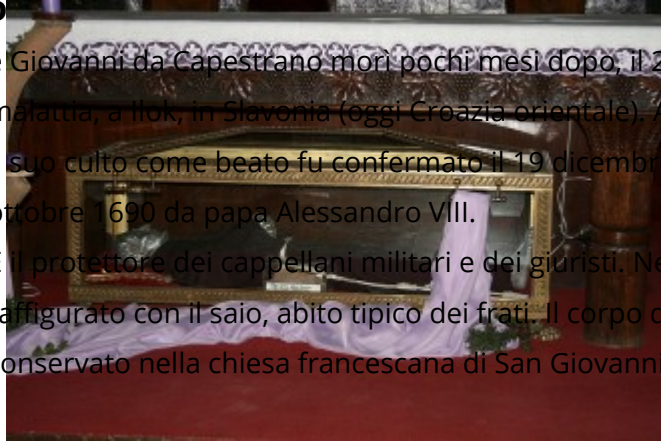 Giovanni da Capestrano morì pochi mesi dopo, il 2
malattia, a Ilok, in Slavonia (oggi Croazia orientale).
suo culto come beato fu confermato il 19 dicembr
ottobre 1690 da papa Alessandro VIII.
il protettore dei cappellani militari e dei giuristi. Ne
affigurato con il saio, abito tipico dei frati. Il corpo
onservato nella chiesa francescana di San Giovanni